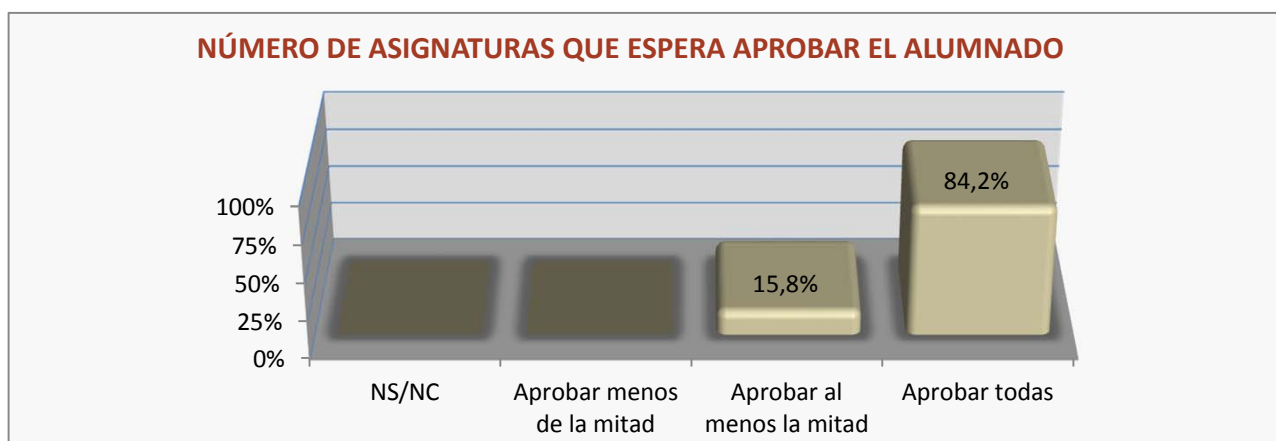 NÚMERO DE ASIGNATURAS QUE ESPERA APROBAR EL ALUMNADO
84,2%
100%
75%
50%
25%
0%
15,8%
NS/NC
Aprobar menos
de la mitad
Aprobar al
menos la mitad
Aprobar todas